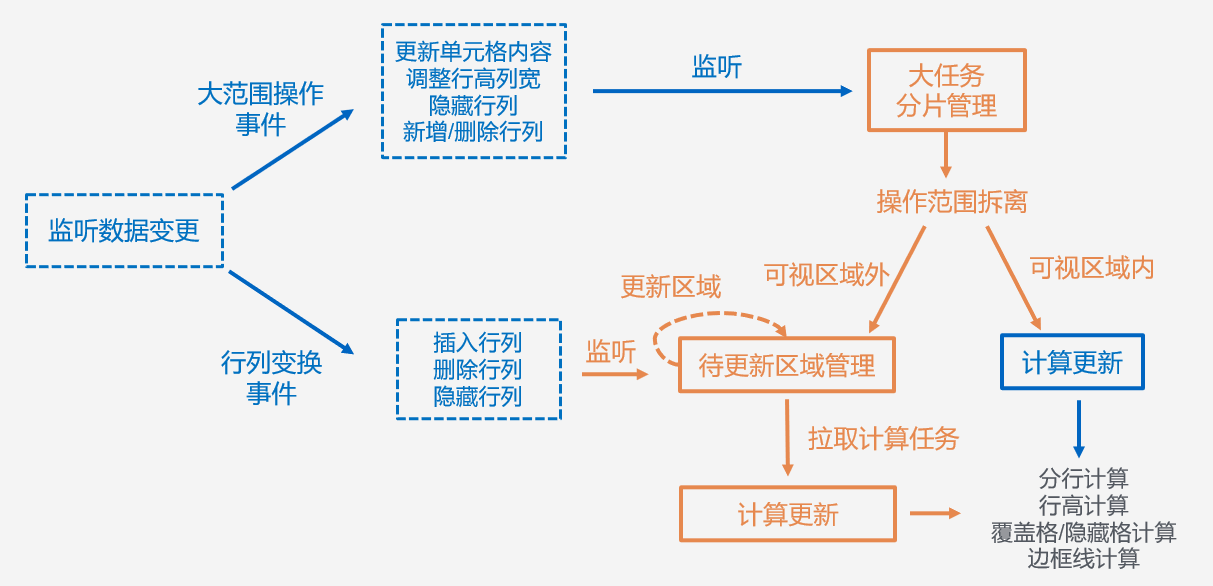 大范围操作
事件
更新单元格内容
调整行高列宽
隐藏行列
新增/删除行列
监听
大任务
分片管理
监听数据变更
操作范围拆离
可视区域外
可视区域内
更新区域
行列变换
事件
插入行列
删除行列
隐藏行列
监听
待更新区域管理
计算更新
拉取计算任务
计算更新
分行计算
行高计算
覆盖格/隐藏格计算
边框线计算